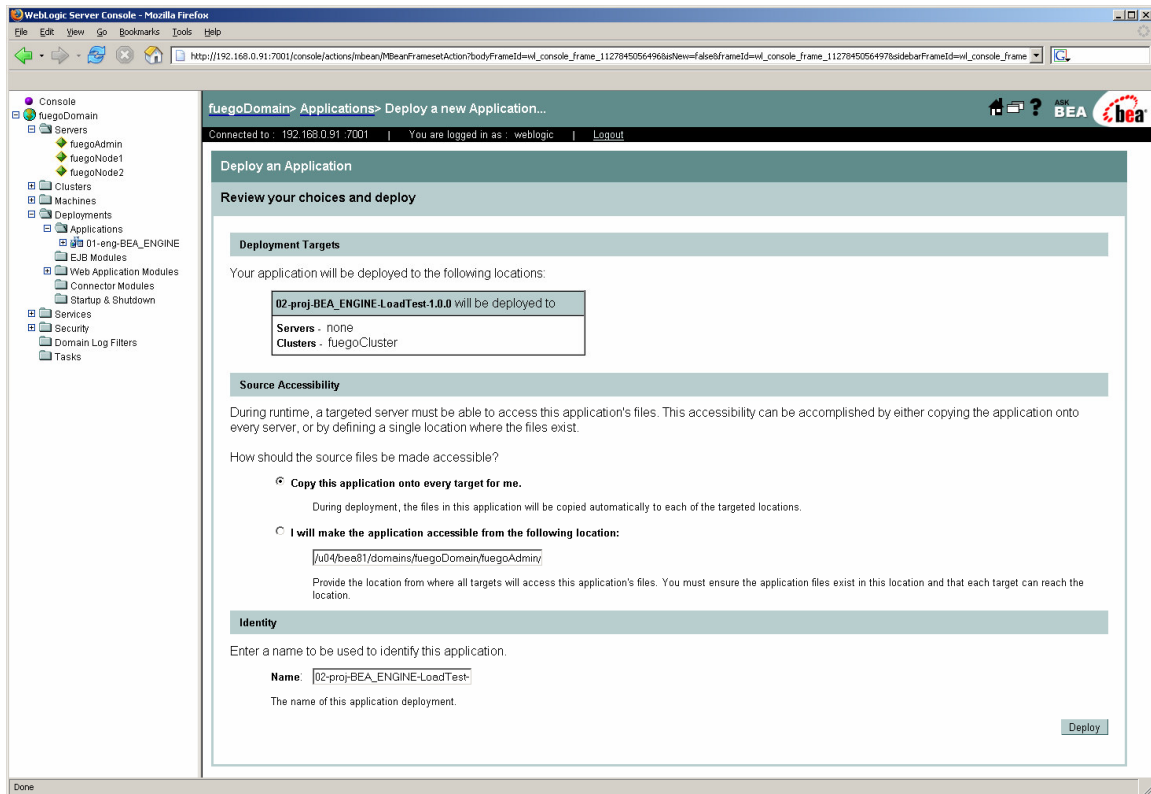 WebLogic Server Console - Mozilla Firefox
File Edit View Go Bookmarks Tools Help
http://192.168.0.91:7001/console/actions/mbean/MBeanFramesetAction?bodyFrameId=wl_console_frame_1127845056496&isNew=false&frameId=wl_console_frame_1127845056497&sidebarFrameId=wl_console_frame
Console
fuegoDomain
Servers
fuegoAdmin
fuegoNode1
fuegoNode2
Clusters
Machines
Deployments
Applications
01-eng-BEA_ENGINE
EJB Modules
Web Application Modules
Connector Modules
Startup & Shutdown
Services
Security
Domain Log Filters
Tasks
fuegoDomain> Applications> Deploy a new Application...
? ASK BEA bea
Connected to : 192.168.0.91 :7001 | You are logged in as : weblogic | Logout
Deploy an Application
Review your choices and deploy
Deployment Targets
Your application will be deployed to the following locations:
02-proj-BEA_ENGINE-LoadTest-1.0.0 will be deployed to
Servers - none
Clusters - fuegoCluster
Source Accessibility
During runtime, a targeted server must be able to access this application's files. This accessibility can be accomplished by either copying the application onto
every server, or by defining a single location where the files exist.
How should the source files be made accessible?
Copy this application onto every target for me.
During deployment, the files in this application will be copied automatically to each of the targeted locations.
I will make the application accessible from the following location:
/u04/bea81/domains/fuegoDomain/fuegoAdmin/
Provide the location from where all targets will access this application's files. You must ensure the application files exist in this location and that each target can reach the
location.
Identity
Enter a name to be used to identify this application.
Name: 02-proj-BEA_ENGINE-LoadTest-
The name of this application deployment.
Deploy
Done